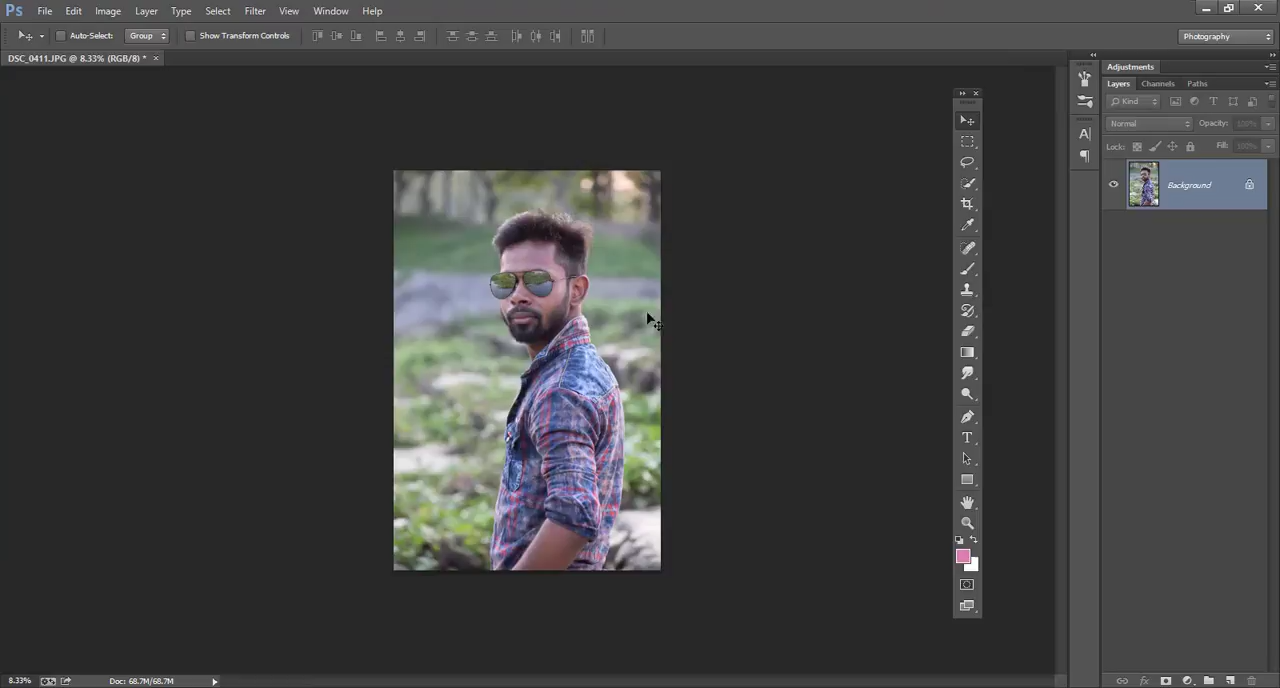 Ps File Edit Image Layer Type Select Filter View Window Help
Auto-Select: Group Show Transform Controls Photography
DSC_0411.JPG @ 8.33% (RGB/8) * ×
Adjustments
Layers Channels Paths
Kind
Normal Opacity: 100%
Lock: Fill: 100%
Background
8.33% Doc: 68.7M/68.7M